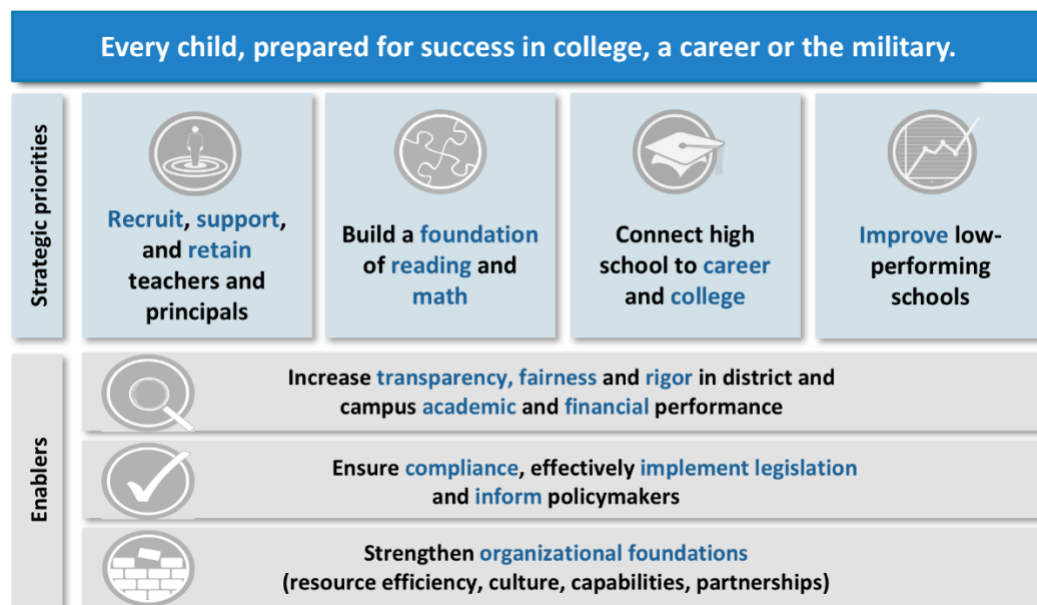 Every child, prepared for success in college, a career or the military.
Strategic priorities
Recruit, support,
and retain
teachers and
principals
Build a foundation
of reading and
math
Connect high
school to career
and college
Improve low-
performing
schools
Enablers
Increase transparency, fairness and rigor in district and
campus academic and financial performance
Ensure compliance, effectively implement legislation
and inform policymakers
Strengthen organizational foundations
(resource efficiency, culture, capabilities, partnerships)